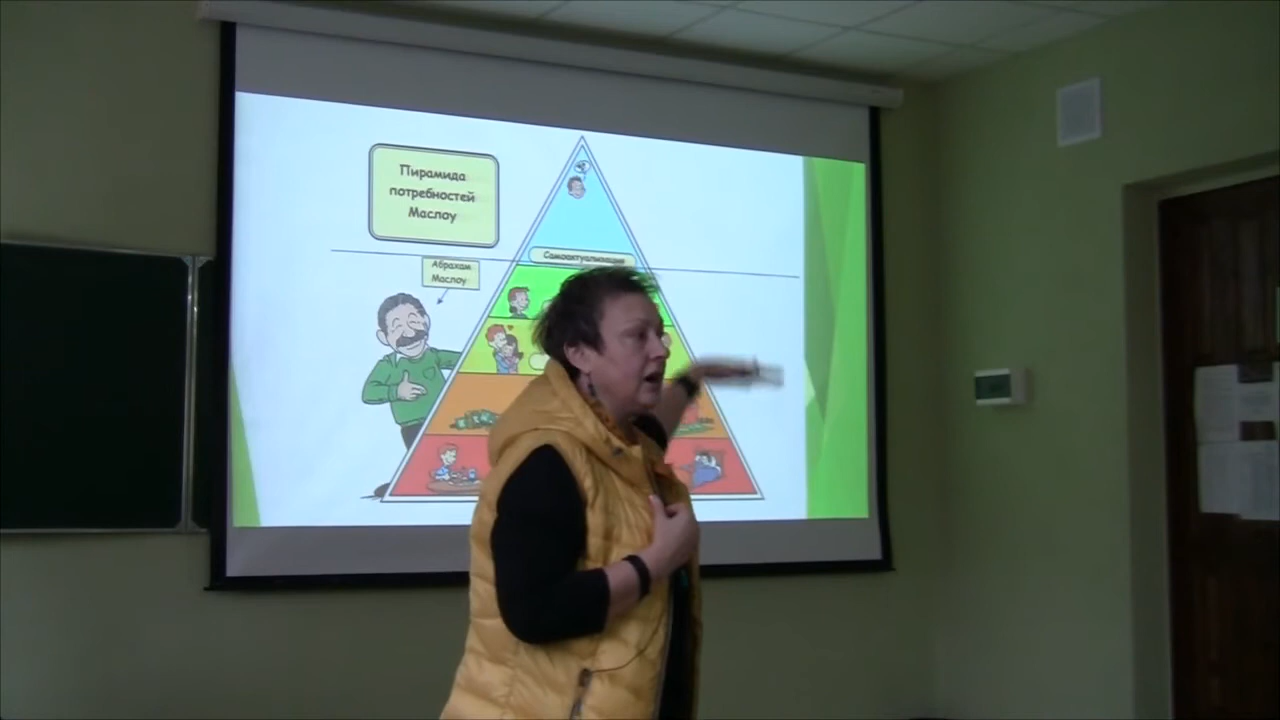 Пирамида
потребностей
Маслоу
Самоактуализация
Абрахам
Маслоу